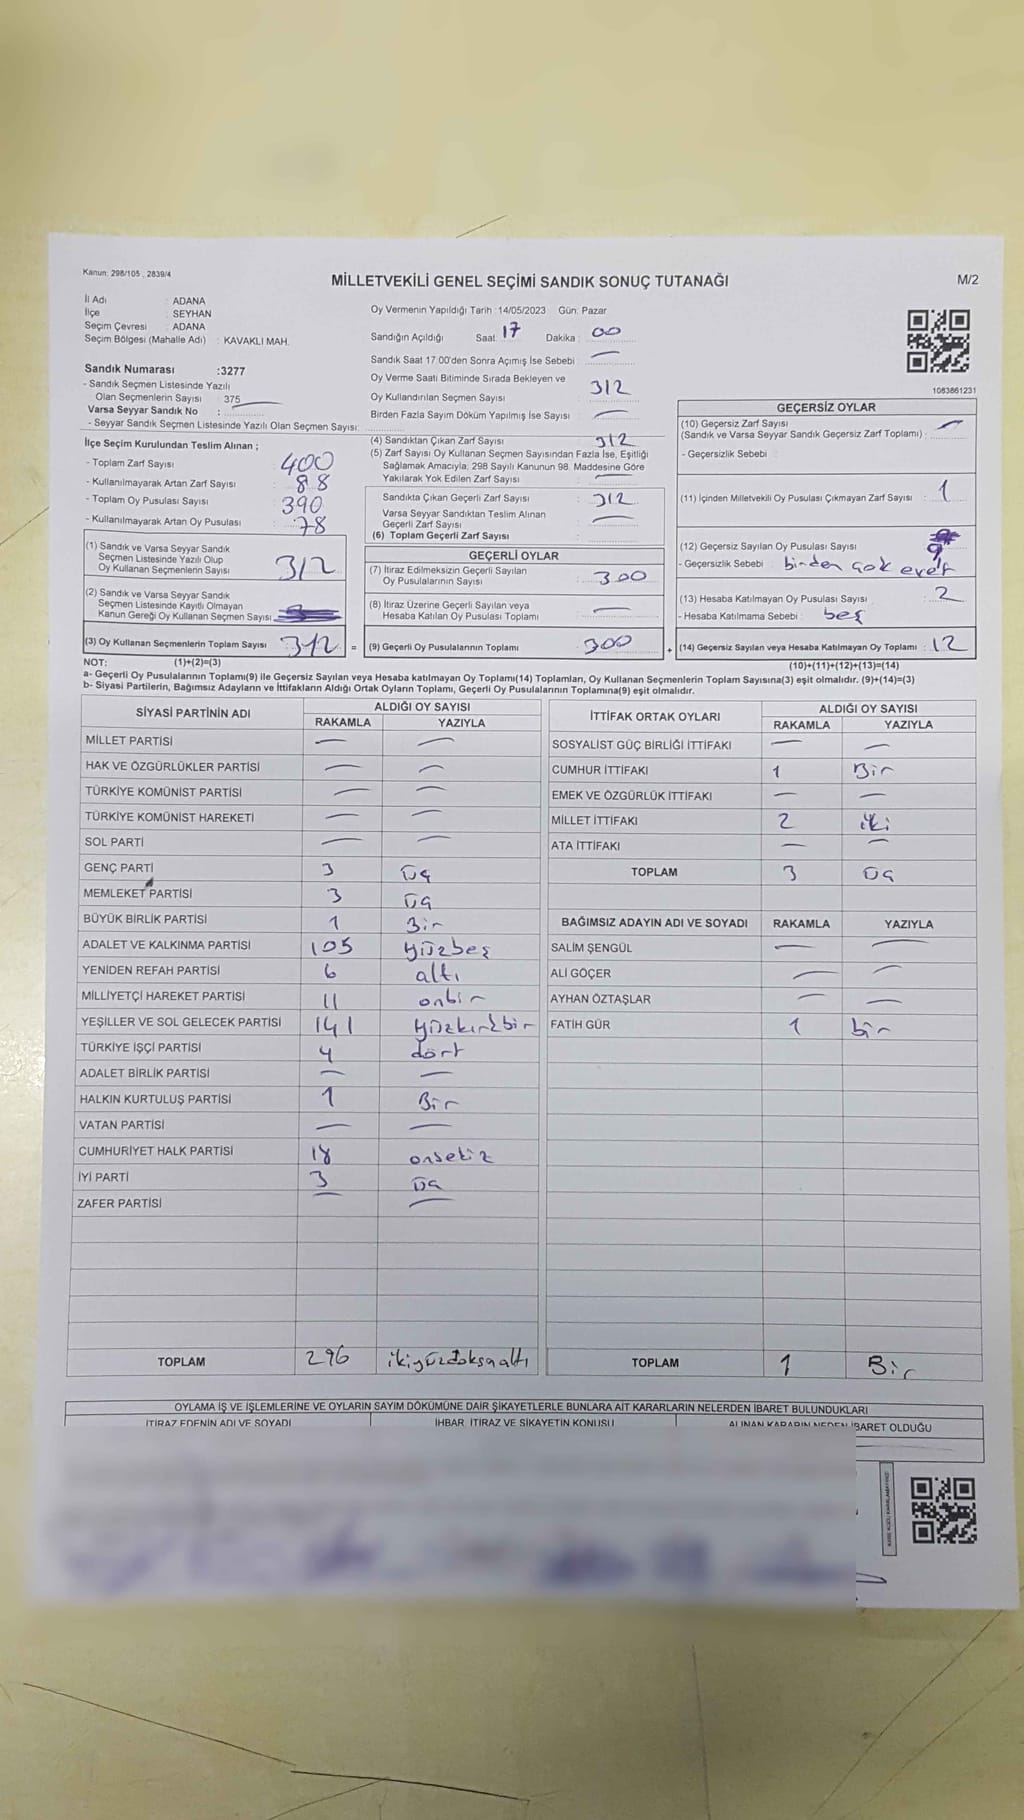 Kanun: 298/105 , 2839/4
MİLLETVEKİLİ GENEL SEÇİMİ SANDIK SONUÇ TUTANAĞI
M/2
İl Adı : ADANA
İlçe : SEYHAN
Seçim Çevresi : ADANA
Seçim Bölgesi (Mahalle Adı) : KAVAKLI MAH.
Sandık Numarası :3277
- Sandık Seçmen Listesinde Yazılı
Olan Seçmenlerin Sayısı : 375
Varsa Seyyar Sandık No :
- Seyyar Sandık Seçmen Listesinde Yazılı Olan Seçmen Sayısı:
Oy Vermenin Yapıldığı Tarih :14/05/2023 Gün: Pazar
Sandığın Açıldığı Saat: 17 Dakika : 00
Sandık Saat 17.00'den Sonra Açımış İse Sebebi : —
Oy Verme Saati Bitiminde Sırada Bekleyen ve
Oy Kullandırılan Seçmen Sayısı : 312
Birden Fazla Sayım Döküm Yapılmış İse Sayısı : —
1083861231
İlçe Seçim Kurulundan Teslim Alınan ;
- Toplam Zarf Sayısı : 400
- Kullanılmayarak Artan Zarf Sayısı : 88
- Toplam Oy Pusulası Sayısı : 390
- Kullanılmayarak Artan Oy Pusulası : 78
(1) Sandık ve Varsa Seyyar Sandık
Seçmen Listesinde Yazılı Olup
Oy Kullanan Seçmenlerin Sayısı : 312
(2) Sandık ve Varsa Seyyar Sandık
Seçmen Listesinde Kayıtlı Olmayan
Kanun Gereği Oy Kullanan Seçmen Sayısı :
(3) Oy Kullanan Seçmenlerin Toplam Sayısı : 312 =
(4) Sandıktan Çıkan Zarf Sayısı : 312
(5) Zarf Sayısı Oy Kullanan Seçmen Sayısından Fazla İse, Eşitliği
Sağlamak Amacıyla; 298 Sayılı Kanunun 98. Maddesine Göre
Yakılarak Yok Edilen Zarf Sayısı : —
Sandıkta Çıkan Geçerli Zarf Sayısı : 312
Varsa Seyyar Sandıktan Teslim Alınan
Geçerli Zarf Sayısı : —
(6) Toplam Geçerli Zarf Sayısı :
GEÇERLİ OYLAR
(7) İtiraz Edilmeksizin Geçerli Sayılan
Oy Pusulalarının Sayısı : 300
(8) İtiraz Üzerine Geçerli Sayılan veya
Hesaba Katılan Oy Pusulası Toplamı : —
(9) Geçerli Oy Pusulalarının Toplamı : 300 +
GEÇERSİZ OYLAR
(10) Geçersiz Zarf Sayısı
(Sandık ve Varsa Seyyar Sandık Geçersiz Zarf Toplamı) : —
- Geçersizlik Sebebi :
(11) İçinden Milletvekili Oy Pusulası Çıkmayan Zarf Sayısı : 1
(12) Geçersiz Sayılan Oy Pusulası Sayısı : 9
- Geçersizlik Sebebi : birden çok evet
(13) Hesaba Katılmayan Oy Pusulası Sayısı : 2
- Hesaba Katılmama Sebebi : boş
(14) Geçersiz Sayılan veya Hesaba Katılmayan Oy Toplamı : 12
NOT: (1)+(2)=(3)
(10)+(11)+(12)+(13)=(14)
a- Geçerli Oy Pusulalarının Toplamı(9) ile Geçersiz Sayılan veya Hesaba katılmayan Oy Toplamı(14) Toplamları, Oy Kullanan Seçmenlerin Toplam Sayısına(3) eşit olmalıdır. (9)+(14)=(3)
b- Siyasi Partilerin, Bağımsız Adayların ve İttifakların Aldığı Ortak Oyların Toplamı, Geçerli Oy Pusulalarının Toplamına(9) eşit olmalıdır.
SİYASİ PARTİNİN ADI
ALDIĞI OY SAYISI
RAKAMLA YAZIYLA
MİLLET PARTİSİ — —
HAK VE ÖZGÜRLÜKLER PARTİSİ — —
TÜRKİYE KOMÜNİST PARTİSİ — —
TÜRKİYE KOMÜNİST HAREKETİ — —
SOL PARTİ — —
GENÇ PARTİ 3 üç
MEMLEKET PARTİSİ 3 üç
BÜYÜK BİRLİK PARTİSİ 1 Bir
ADALET VE KALKINMA PARTİSİ 105 yüzbeş
YENİDEN REFAH PARTİSİ 6 altı
MİLLİYETÇİ HAREKET PARTİSİ 11 onbir
YEŞİLLER VE SOL GELECEK PARTİSİ 141 yüzkırkbir
TÜRKİYE İŞÇİ PARTİSİ 4 dört
ADALET BİRLİK PARTİSİ — —
HALKIN KURTULUŞ PARTİSİ 1 Bir
VATAN PARTİSİ — —
CUMHURİYET HALK PARTİSİ 18 onsekiz
İYİ PARTİ 3 üç
ZAFER PARTİSİ — —
TOPLAM 296 ikiyüzdoksanaltı
İTTİFAK ORTAK OYLARI
ALDIĞI OY SAYISI
RAKAMLA YAZIYLA
SOSYALİST GÜÇ BİRLİĞİ İTTİFAKI — —
CUMHUR İTTİFAKI 1 Bir
EMEK VE ÖZGÜRLÜK İTTİFAKI — —
MİLLET İTTİFAKI 2 iki
ATA İTTİFAKI — —
TOPLAM 3 üç
BAĞIMSIZ ADAYIN ADI VE SOYADI RAKAMLA YAZIYLA
SALİM ŞENGÜL — —
ALİ GÖÇER — —
AYHAN ÖZTAŞLAR — —
FATİH GÜR 1 bir
TOPLAM 1 Bir
OYLAMA İŞ VE İŞLEMLERİNE VE OYLARIN SAYIM DÖKÜMÜNE DAİR ŞİKAYETLERLE BUNLARA AİT KARARLARIN NELERDEN İBARET BULUNDUKLARI
İTİRAZ EDENİN ADI VE SOYADI İHBAR, İTİRAZ VE ŞİKAYETİN KONUSU ALINAN KARARIN NEDEN İBARET OLDUĞU